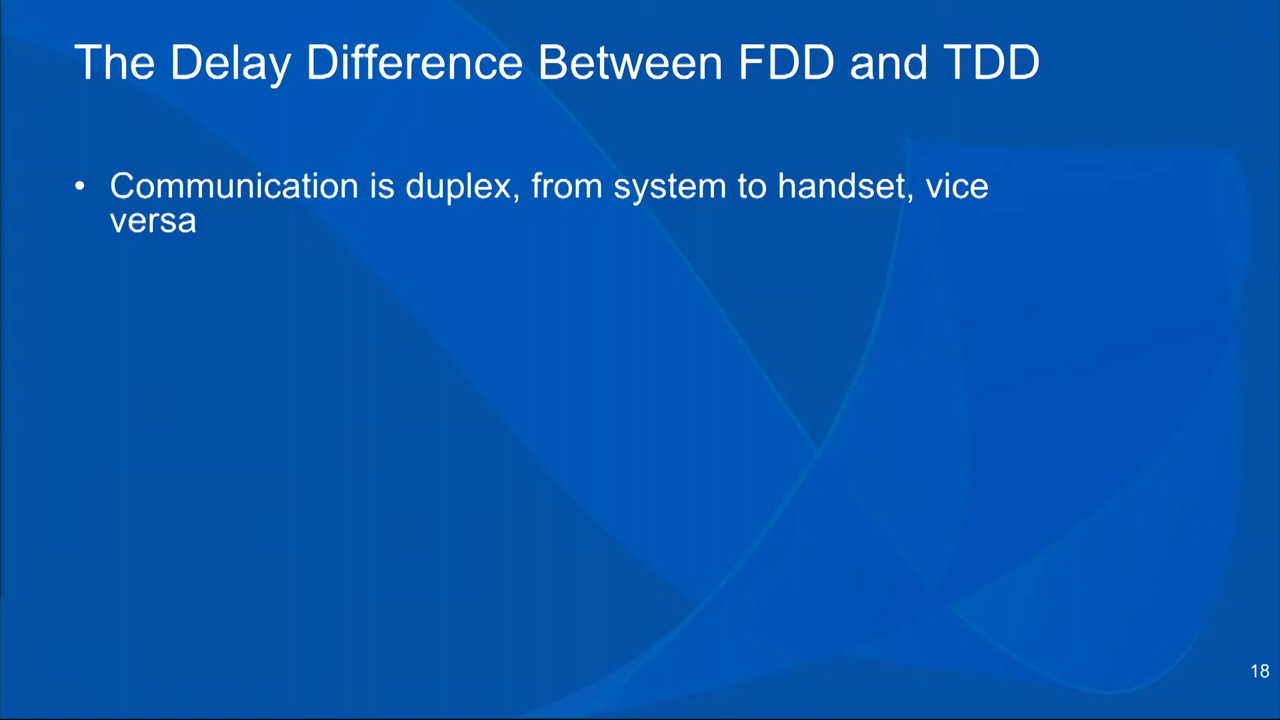 The Delay Difference Between FDD and TDD
• Communication is duplex, from system to handset, vice
versa
18